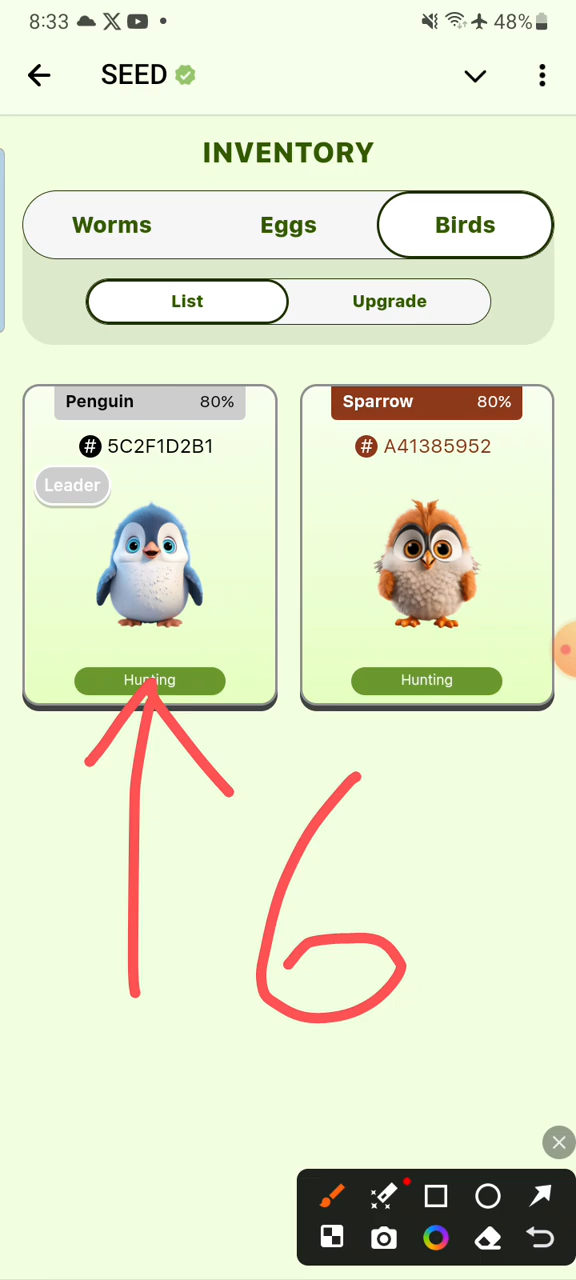 8:33 X 48%
SEED
INVENTORY
Worms Eggs Birds
List Upgrade
Penguin 80% Sparrow 80%
# 5C2F1D2B1 # A41385952
Leader
Hunting Hunting
6